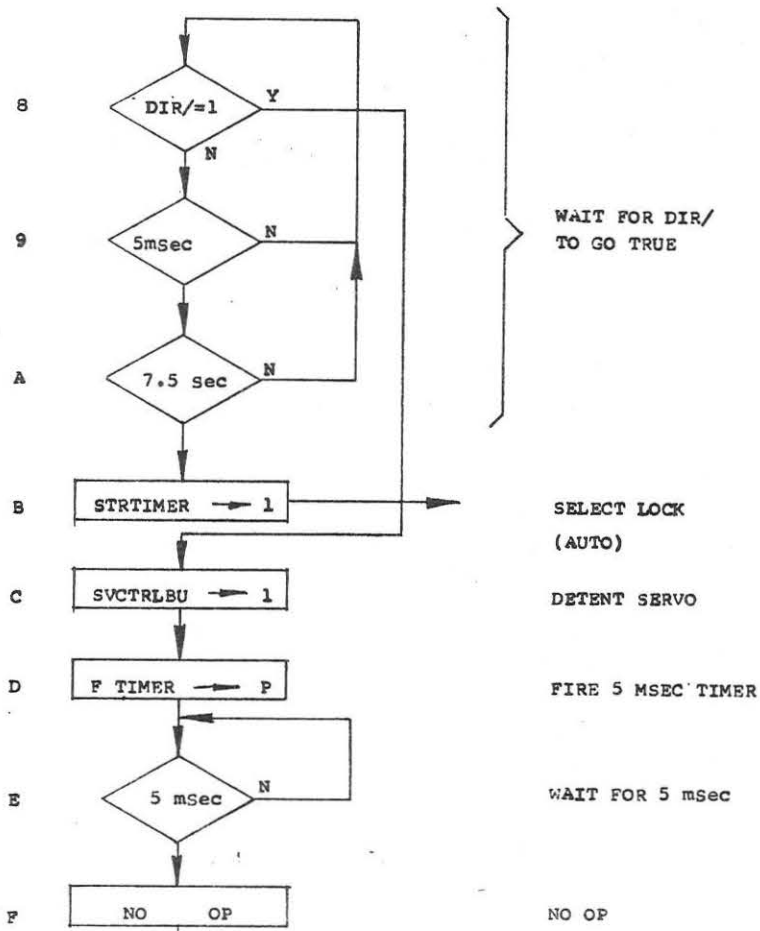 8 DIR/=1 Y
N
9 5msec N WAIT FOR DIR/
TO GO TRUE
A 7.5 sec N
B STRTIMER → 1 SELECT LOCK
(AUTO)
C SVCTRLBU → 1 DETENT SERVO
D F TIMER → P FIRE 5 MSEC TIMER
E 5 msec N WAIT FOR 5 msec
F NO OP NO OP